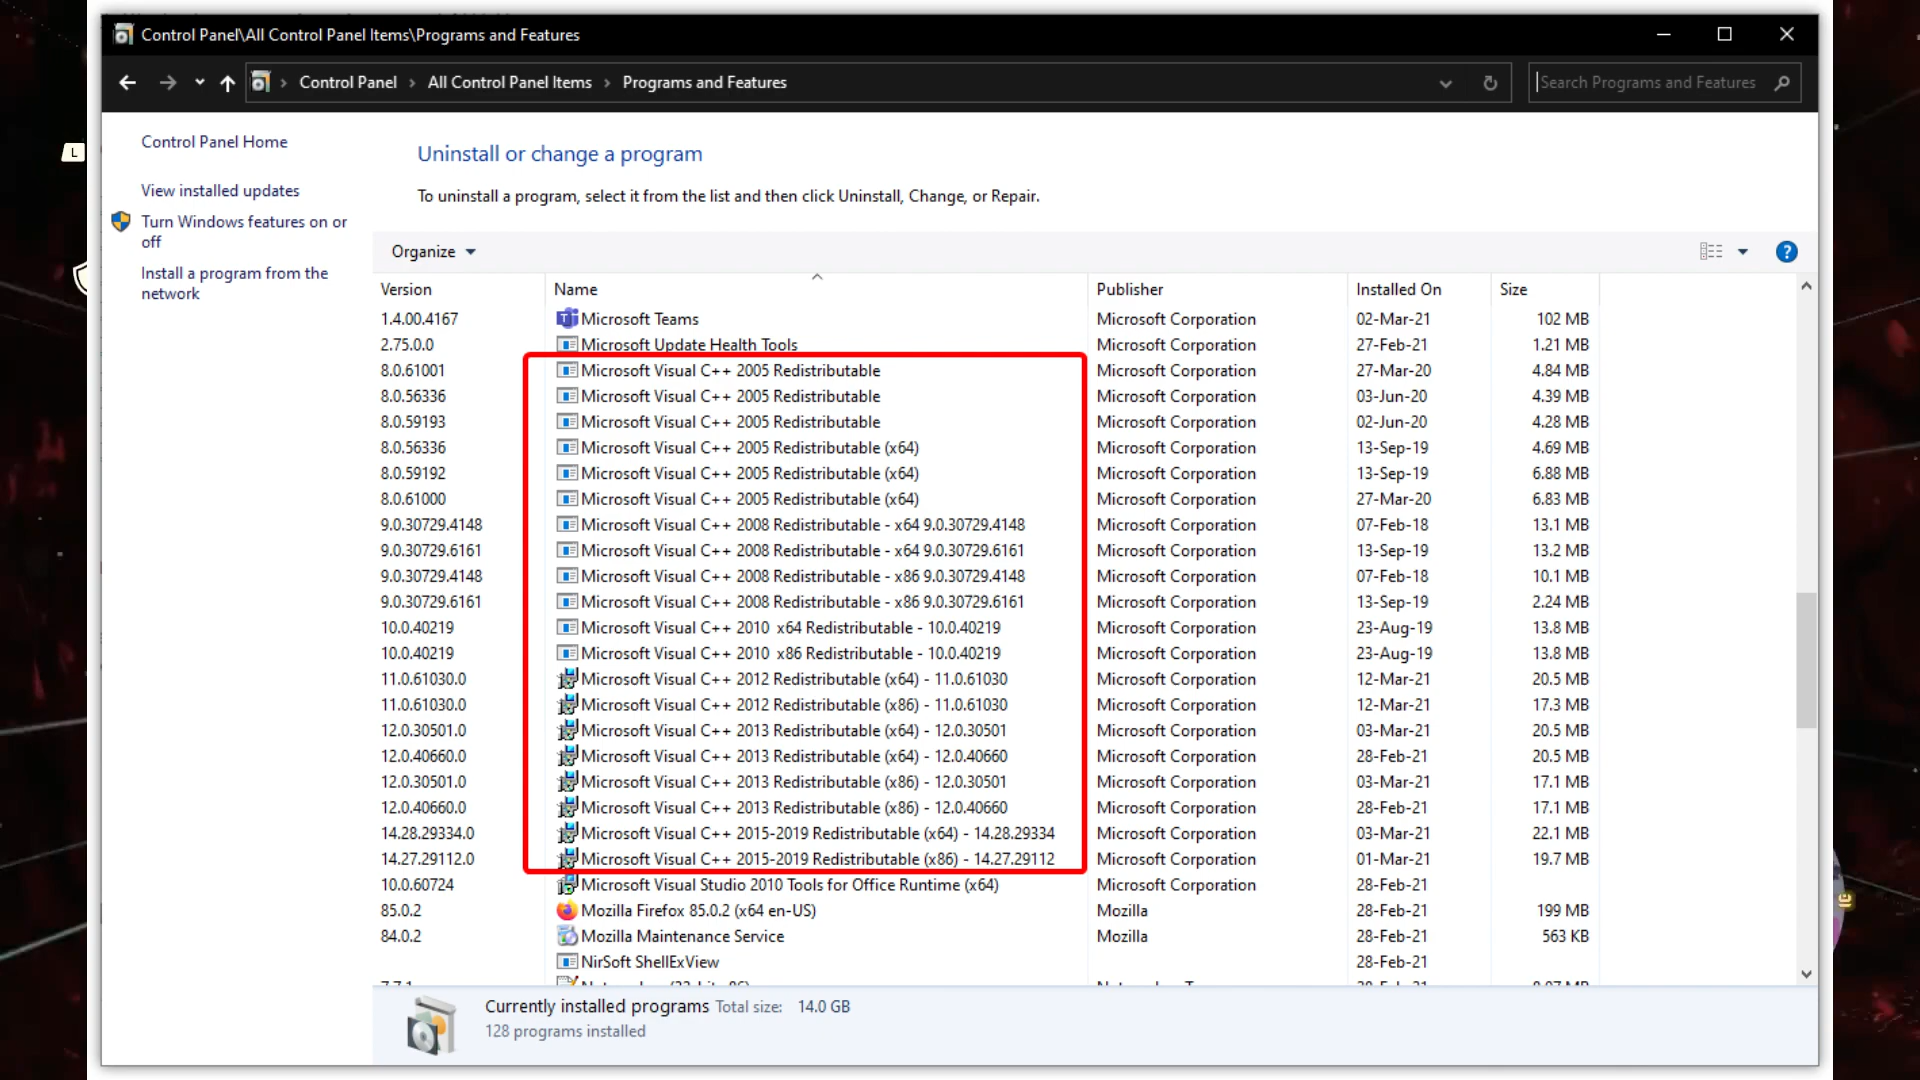 Control Panel\All Control Panel Items\Programs and Features
Control Panel › All Control Panel Items › Programs and Features
Search Programs and Features
L
Control Panel Home
View installed updates
Turn Windows features on or
off
Install a program from the
network
Uninstall or change a program
To uninstall a program, select it from the list and then click Uninstall, Change, or Repair.
Organize
Version Name Publisher Installed On Size
1.4.00.4167 Microsoft Teams Microsoft Corporation 02-Mar-21 102 MB
2.75.0.0 Microsoft Update Health Tools Microsoft Corporation 27-Feb-21 1.21 MB
8.0.61001 Microsoft Visual C++ 2005 Redistributable Microsoft Corporation 27-Mar-20 4.84 MB
8.0.56336 Microsoft Visual C++ 2005 Redistributable Microsoft Corporation 03-Jun-20 4.39 MB
8.0.59193 Microsoft Visual C++ 2005 Redistributable Microsoft Corporation 02-Jun-20 4.28 MB
8.0.56336 Microsoft Visual C++ 2005 Redistributable (x64) Microsoft Corporation 13-Sep-19 4.69 MB
8.0.59192 Microsoft Visual C++ 2005 Redistributable (x64) Microsoft Corporation 13-Sep-19 6.88 MB
8.0.61000 Microsoft Visual C++ 2005 Redistributable (x64) Microsoft Corporation 27-Mar-20 6.83 MB
9.0.30729.4148 Microsoft Visual C++ 2008 Redistributable - x64 9.0.30729.4148 Microsoft Corporation 07-Feb-18 13.1 MB
9.0.30729.6161 Microsoft Visual C++ 2008 Redistributable - x64 9.0.30729.6161 Microsoft Corporation 13-Sep-19 13.2 MB
9.0.30729.4148 Microsoft Visual C++ 2008 Redistributable - x86 9.0.30729.4148 Microsoft Corporation 07-Feb-18 10.1 MB
9.0.30729.6161 Microsoft Visual C++ 2008 Redistributable - x86 9.0.30729.6161 Microsoft Corporation 13-Sep-19 2.24 MB
10.0.40219 Microsoft Visual C++ 2010  x64 Redistributable - 10.0.40219 Microsoft Corporation 23-Aug-19 13.8 MB
10.0.40219 Microsoft Visual C++ 2010  x86 Redistributable - 10.0.40219 Microsoft Corporation 23-Aug-19 13.8 MB
11.0.61030.0 Microsoft Visual C++ 2012 Redistributable (x64) - 11.0.61030 Microsoft Corporation 12-Mar-21 20.5 MB
11.0.61030.0 Microsoft Visual C++ 2012 Redistributable (x86) - 11.0.61030 Microsoft Corporation 12-Mar-21 17.3 MB
12.0.30501.0 Microsoft Visual C++ 2013 Redistributable (x64) - 12.0.30501 Microsoft Corporation 03-Mar-21 20.5 MB
12.0.40660.0 Microsoft Visual C++ 2013 Redistributable (x64) - 12.0.40660 Microsoft Corporation 28-Feb-21 20.5 MB
12.0.30501.0 Microsoft Visual C++ 2013 Redistributable (x86) - 12.0.30501 Microsoft Corporation 03-Mar-21 17.1 MB
12.0.40660.0 Microsoft Visual C++ 2013 Redistributable (x86) - 12.0.40660 Microsoft Corporation 28-Feb-21 17.1 MB
14.28.29334.0 Microsoft Visual C++ 2015-2019 Redistributable (x64) - 14.28.29334 Microsoft Corporation 03-Mar-21 22.1 MB
14.27.29112.0 Microsoft Visual C++ 2015-2019 Redistributable (x86) - 14.27.29112 Microsoft Corporation 01-Mar-21 19.7 MB
10.0.60724 Microsoft Visual Studio 2010 Tools for Office Runtime (x64) Microsoft Corporation 28-Feb-21
85.0.2 Mozilla Firefox 85.0.2 (x64 en-US) Mozilla 28-Feb-21 199 MB
84.0.2 Mozilla Maintenance Service Mozilla 28-Feb-21 563 KB
NirSoft ShellExView 28-Feb-21
Currently installed programs Total size: 14.0 GB
128 programs installed